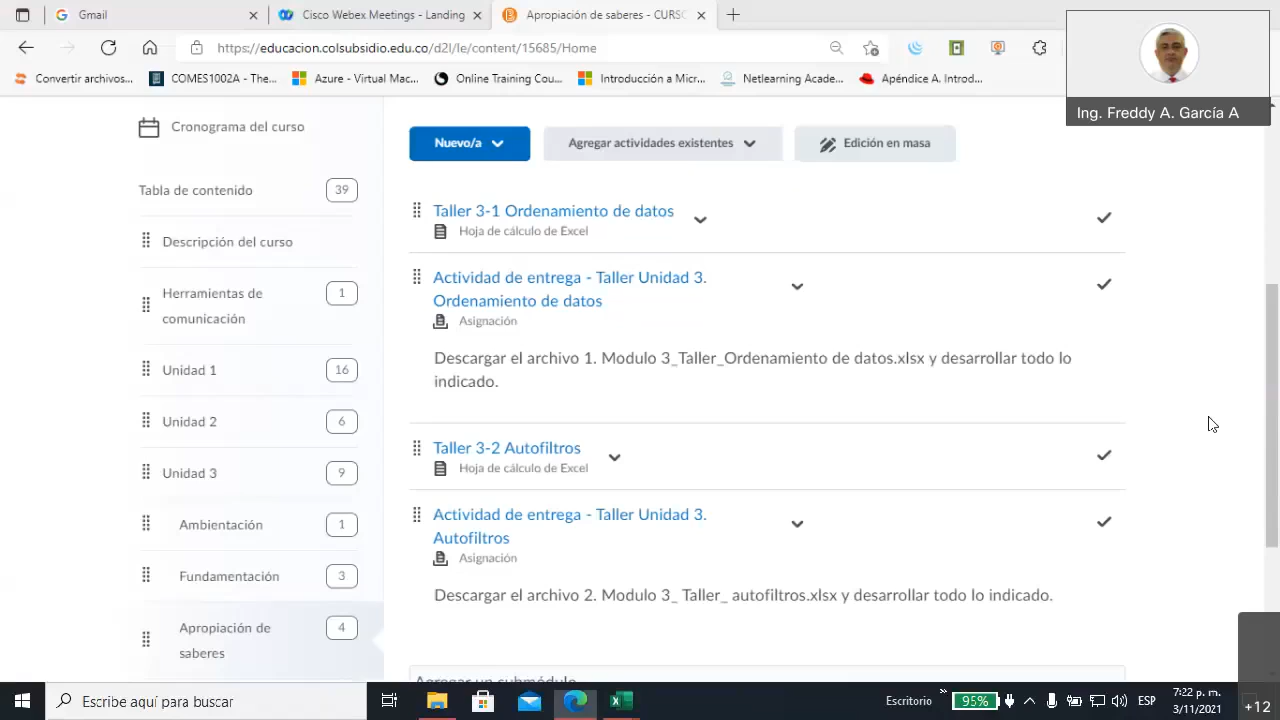 Gmail
Cisco Webex Meetings - Landing
Apropiación de saberes - CURSO
https://educacion.colsubsidio.edu.co/d2l/le/content/15685/Home
Convertir archivos...
COMES1002A - The...
Azure - Virtual Mac...
Online Training Cou...
Introducción a Micr...
Netlearning Acade...
Apéndice A. Introd...
Ing. Freddy A. García A
Cronograma del curso
Tabla de contenido 39
Descripción del curso
Herramientas de
comunicación
1
Unidad 1 16
Unidad 2 6
Unidad 3 9
Ambientación 1
Fundamentación 3
Apropiación de
saberes
4
Nuevo/a
Agregar actividades existentes
Edición en masa
Taller 3-1 Ordenamiento de datos
Hoja de cálculo de Excel
Actividad de entrega - Taller Unidad 3.
Ordenamiento de datos
Asignación
Descargar el archivo 1. Modulo 3_Taller_Ordenamiento de datos.xlsx y desarrollar todo lo
indicado.
Taller 3-2 Autofiltros
Hoja de cálculo de Excel
Actividad de entrega - Taller Unidad 3.
Autofiltros
Asignación
Descargar el archivo 2. Modulo 3_ Taller_ autofiltros.xlsx y desarrollar todo lo indicado.
Agregar un submódulo
Escribe aquí para buscar
Escritorio
95%
ESP
7:22 p. m.
3/11/2021
+12